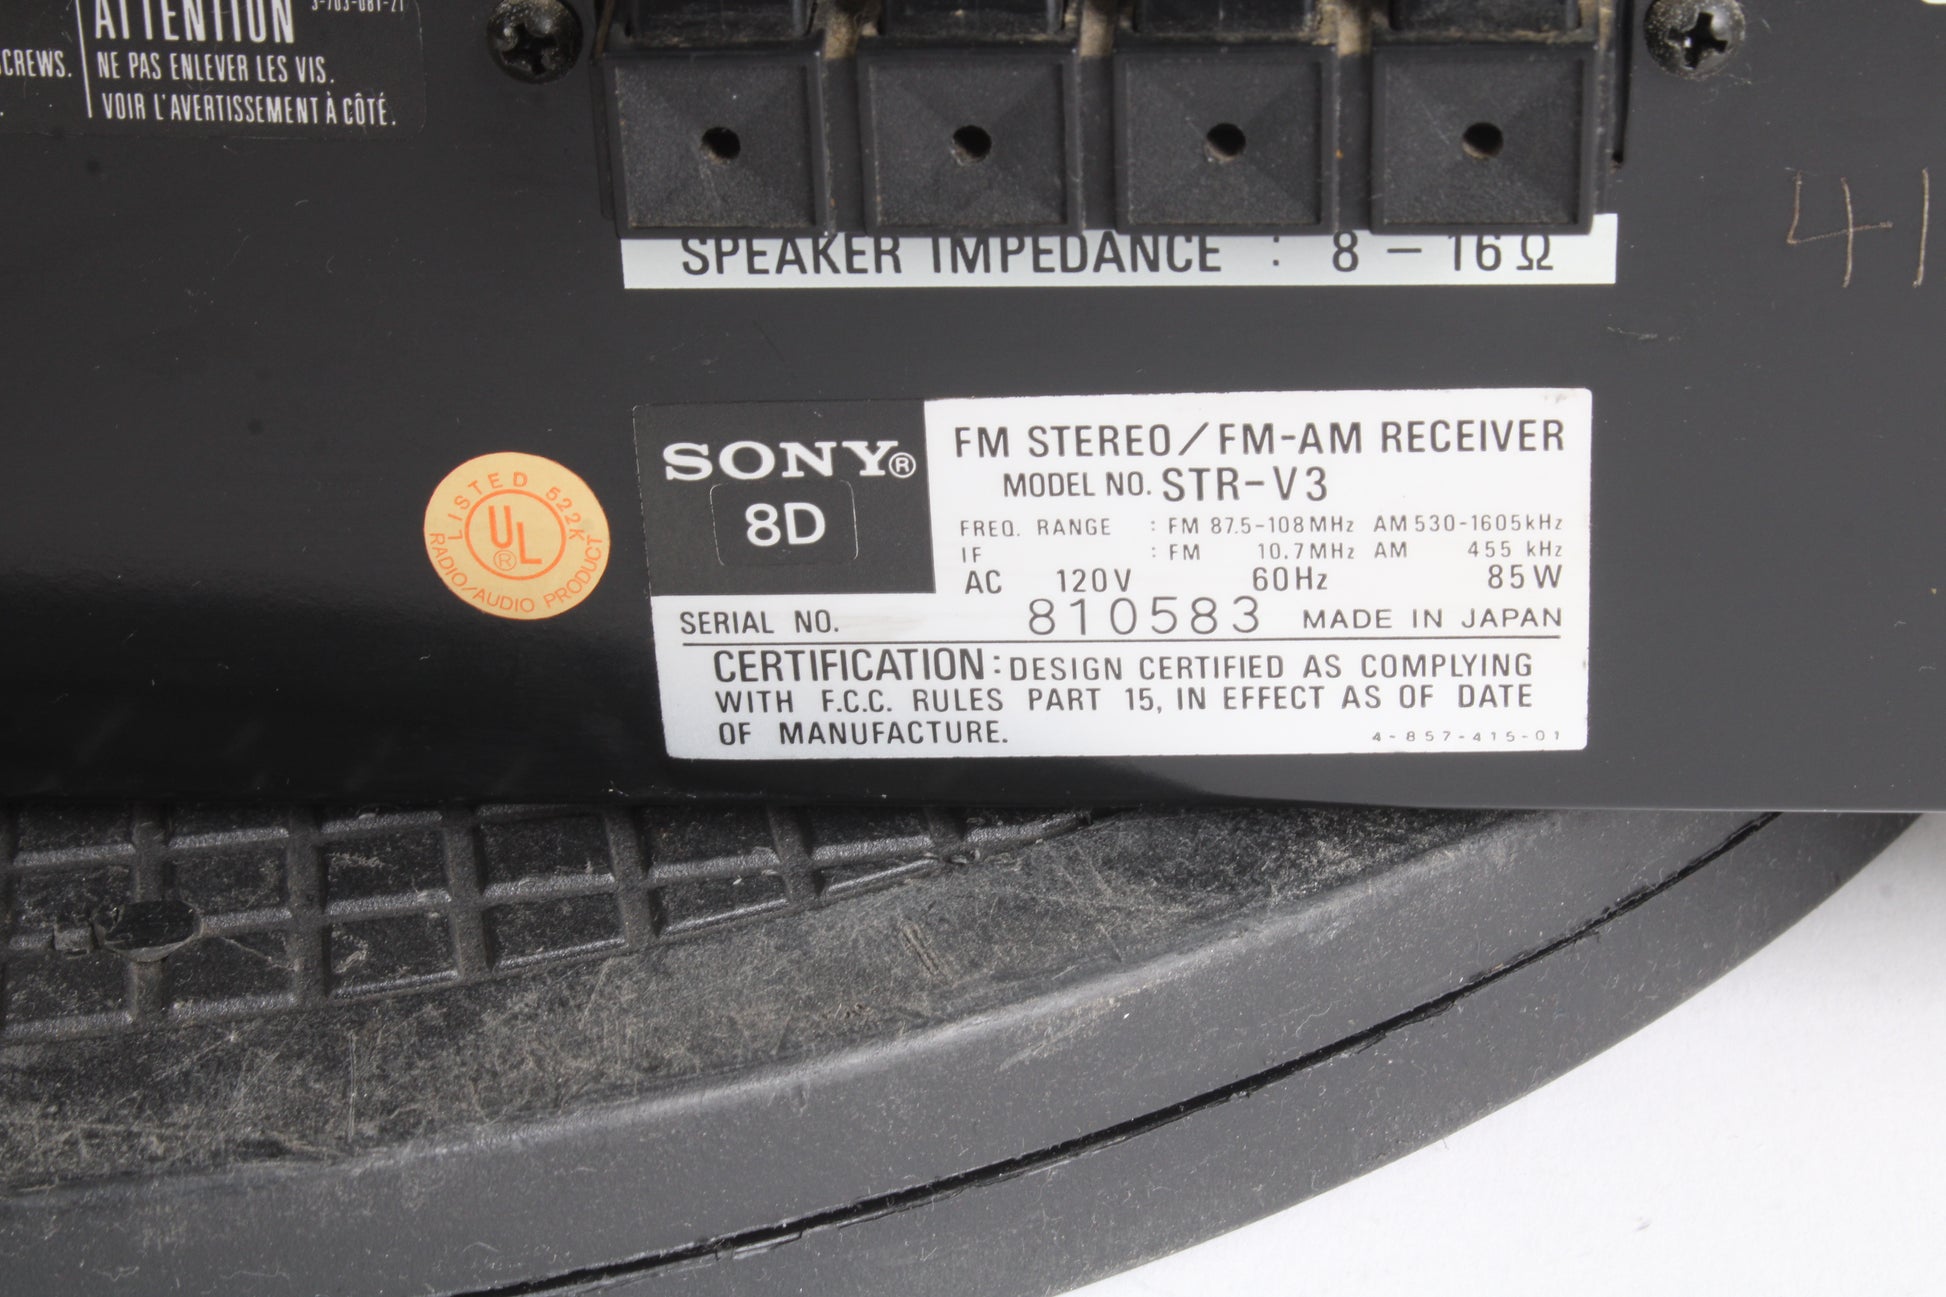 3-703-081-21
ATTENTION
CREWS. NE PAS ENLEVER LES VIS.
VOIR L'AVERTISSEMENT À CÔTÉ.
SPEAKER IMPEDANCE : 8 – 16 Ω
41
LISTED 522K
UL®
RADIO/AUDIO PRODUCT
SONY®
8D
FM STEREO/FM-AM RECEIVER
MODEL NO. STR-V3
FREQ. RANGE : FM 87.5-108MHz AM 530-1605kHz
IF : FM 10.7MHz AM 455 kHz
AC 120V 60Hz 85W
SERIAL NO. 810583 MADE IN JAPAN
CERTIFICATION: DESIGN CERTIFIED AS COMPLYING
WITH F.C.C. RULES PART 15, IN EFFECT AS OF DATE
OF MANUFACTURE.
4-857-415-01